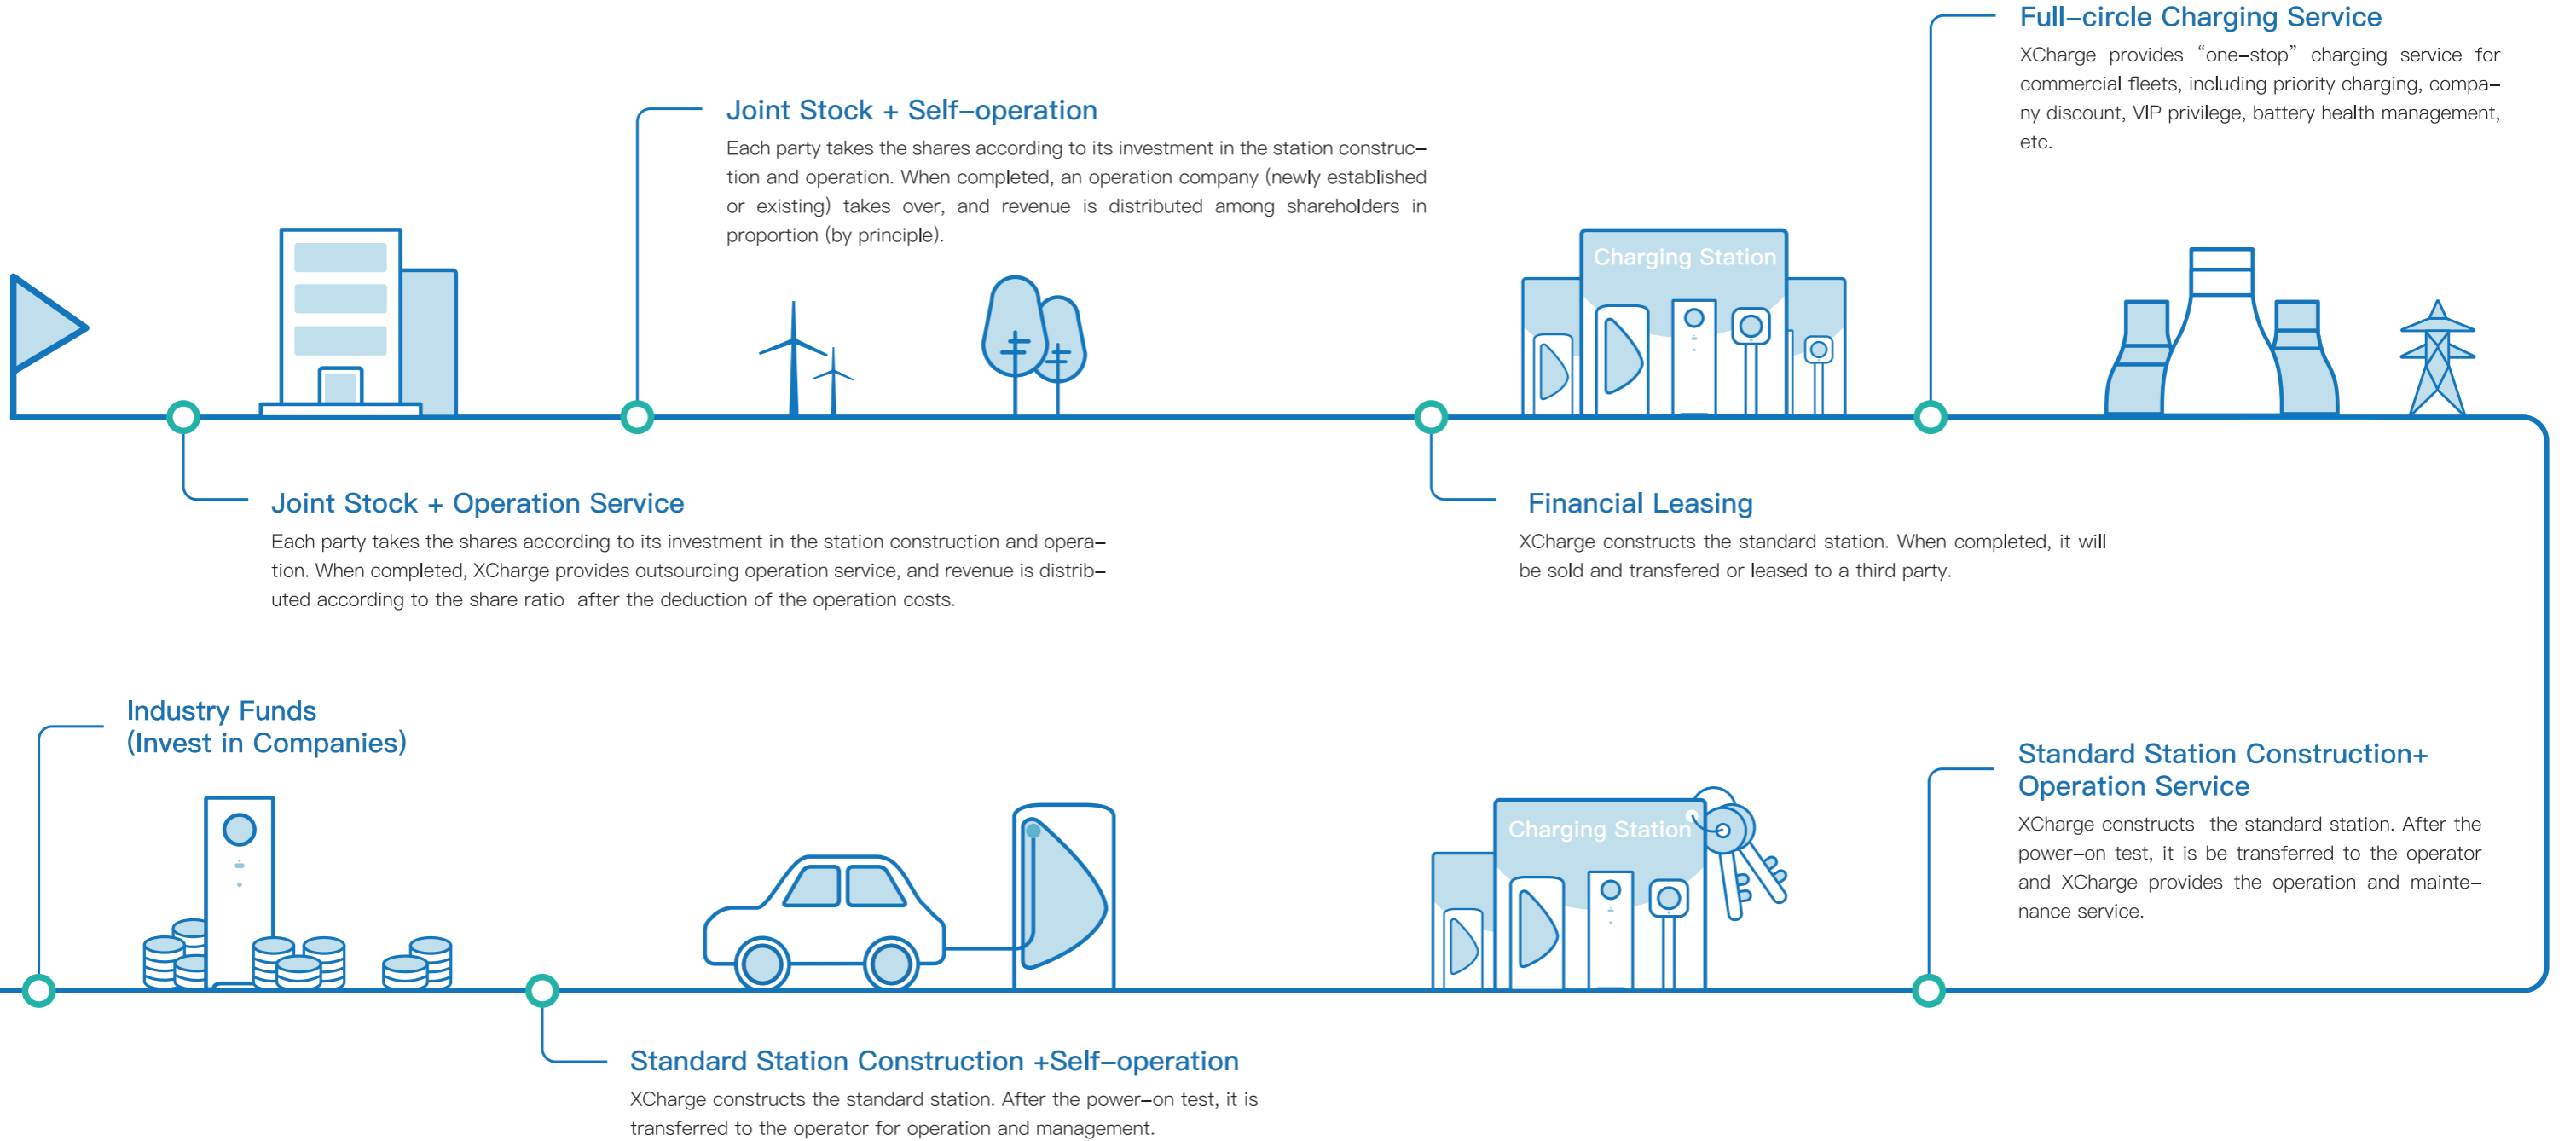 Full–circle Charging Service
XCharge provides “one–stop” charging service for
commercial fleets, including priority charging, compa–
ny discount, VIP privilege, battery health management,
etc.
Joint Stock + Self–operation
Each party takes the shares according to its investment in the station construc–
tion and operation. When completed, an operation company (newly established
or existing) takes over, and revenue is distributed among shareholders in
proportion (by principle).
Charging Station
Joint Stock + Operation Service
Each party takes the shares according to its investment in the station construction and opera–
tion. When completed, XCharge provides outsourcing operation service, and revenue is distrib–
uted according to the share ratio after the deduction of the operation costs.
Financial Leasing
XCharge constructs the standard station. When completed, it will
be sold and transfered or leased to a third party.
Industry Funds
(Invest in Companies)
Standard Station Construction+
Operation Service
XCharge constructs the standard station. After the
power–on test, it is be transferred to the operator
and XCharge provides the operation and mainte–
nance service.
Charging Station
Standard Station Construction +Self–operation
XCharge constructs the standard station. After the power–on test, it is
transferred to the operator for operation and management.